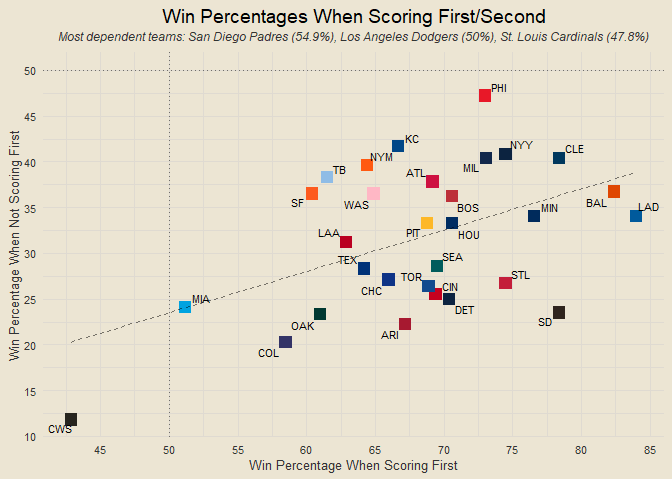 Win Percentages When Scoring First/Second
Most dependent teams: San Diego Padres (54.9%), Los Angeles Dodgers (50%), St. Louis Cardinals (47.8%)
Win Percentage When Not Scoring First
50
45
40
35
30
25
20
15
10
PHI
KC
NYY
CLE
NYM
MIL
TB
ATL
SF
WAS
BOS
BAL
LAD
MIN
LAA
PIT
HOU
TEX
SEA
CHC
TOR
CIN
STL
MIA
DET
OAK
ARI
SD
COL
CWS
45
50
55
60
65
70
75
80
85
Win Percentage When Scoring First